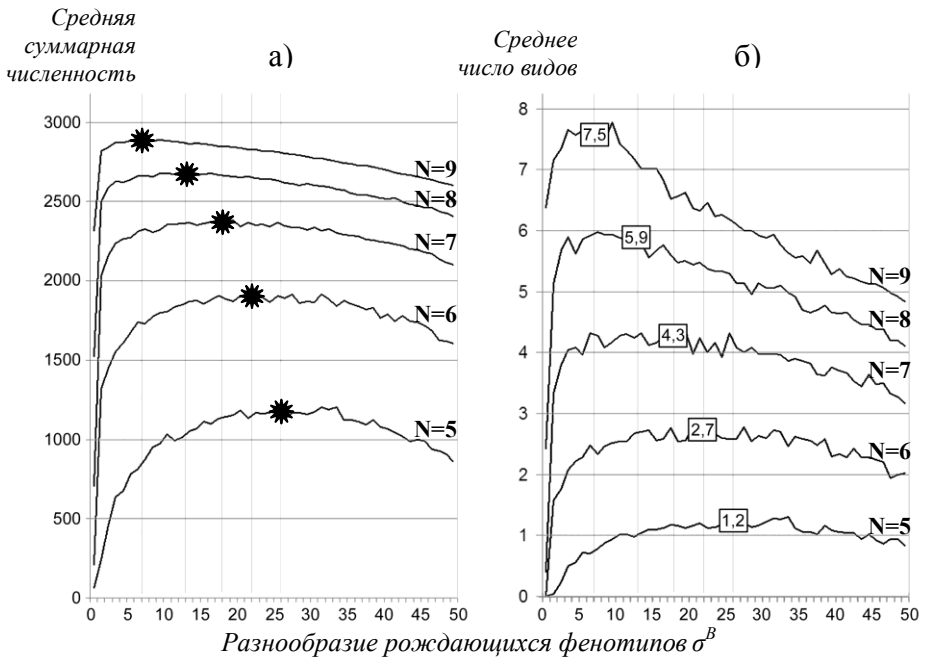 Средняя
суммарная
численность
а)
3000
2500
2000
1500
1000
500
0
N=9
N=8
N=7
N=6
N=5
0 5 10 15 20 25 30 35 40 45 50
Среднее
число видов
б)
8
7
6
5
4
3
2
1
0
7,5
5,9
4,3
2,7
1,2
N=9
N=8
N=7
N=6
N=5
0 5 10 15 20 25 30 35 40 45 50
Разнообразие рождающихся фенотипов σᴮ